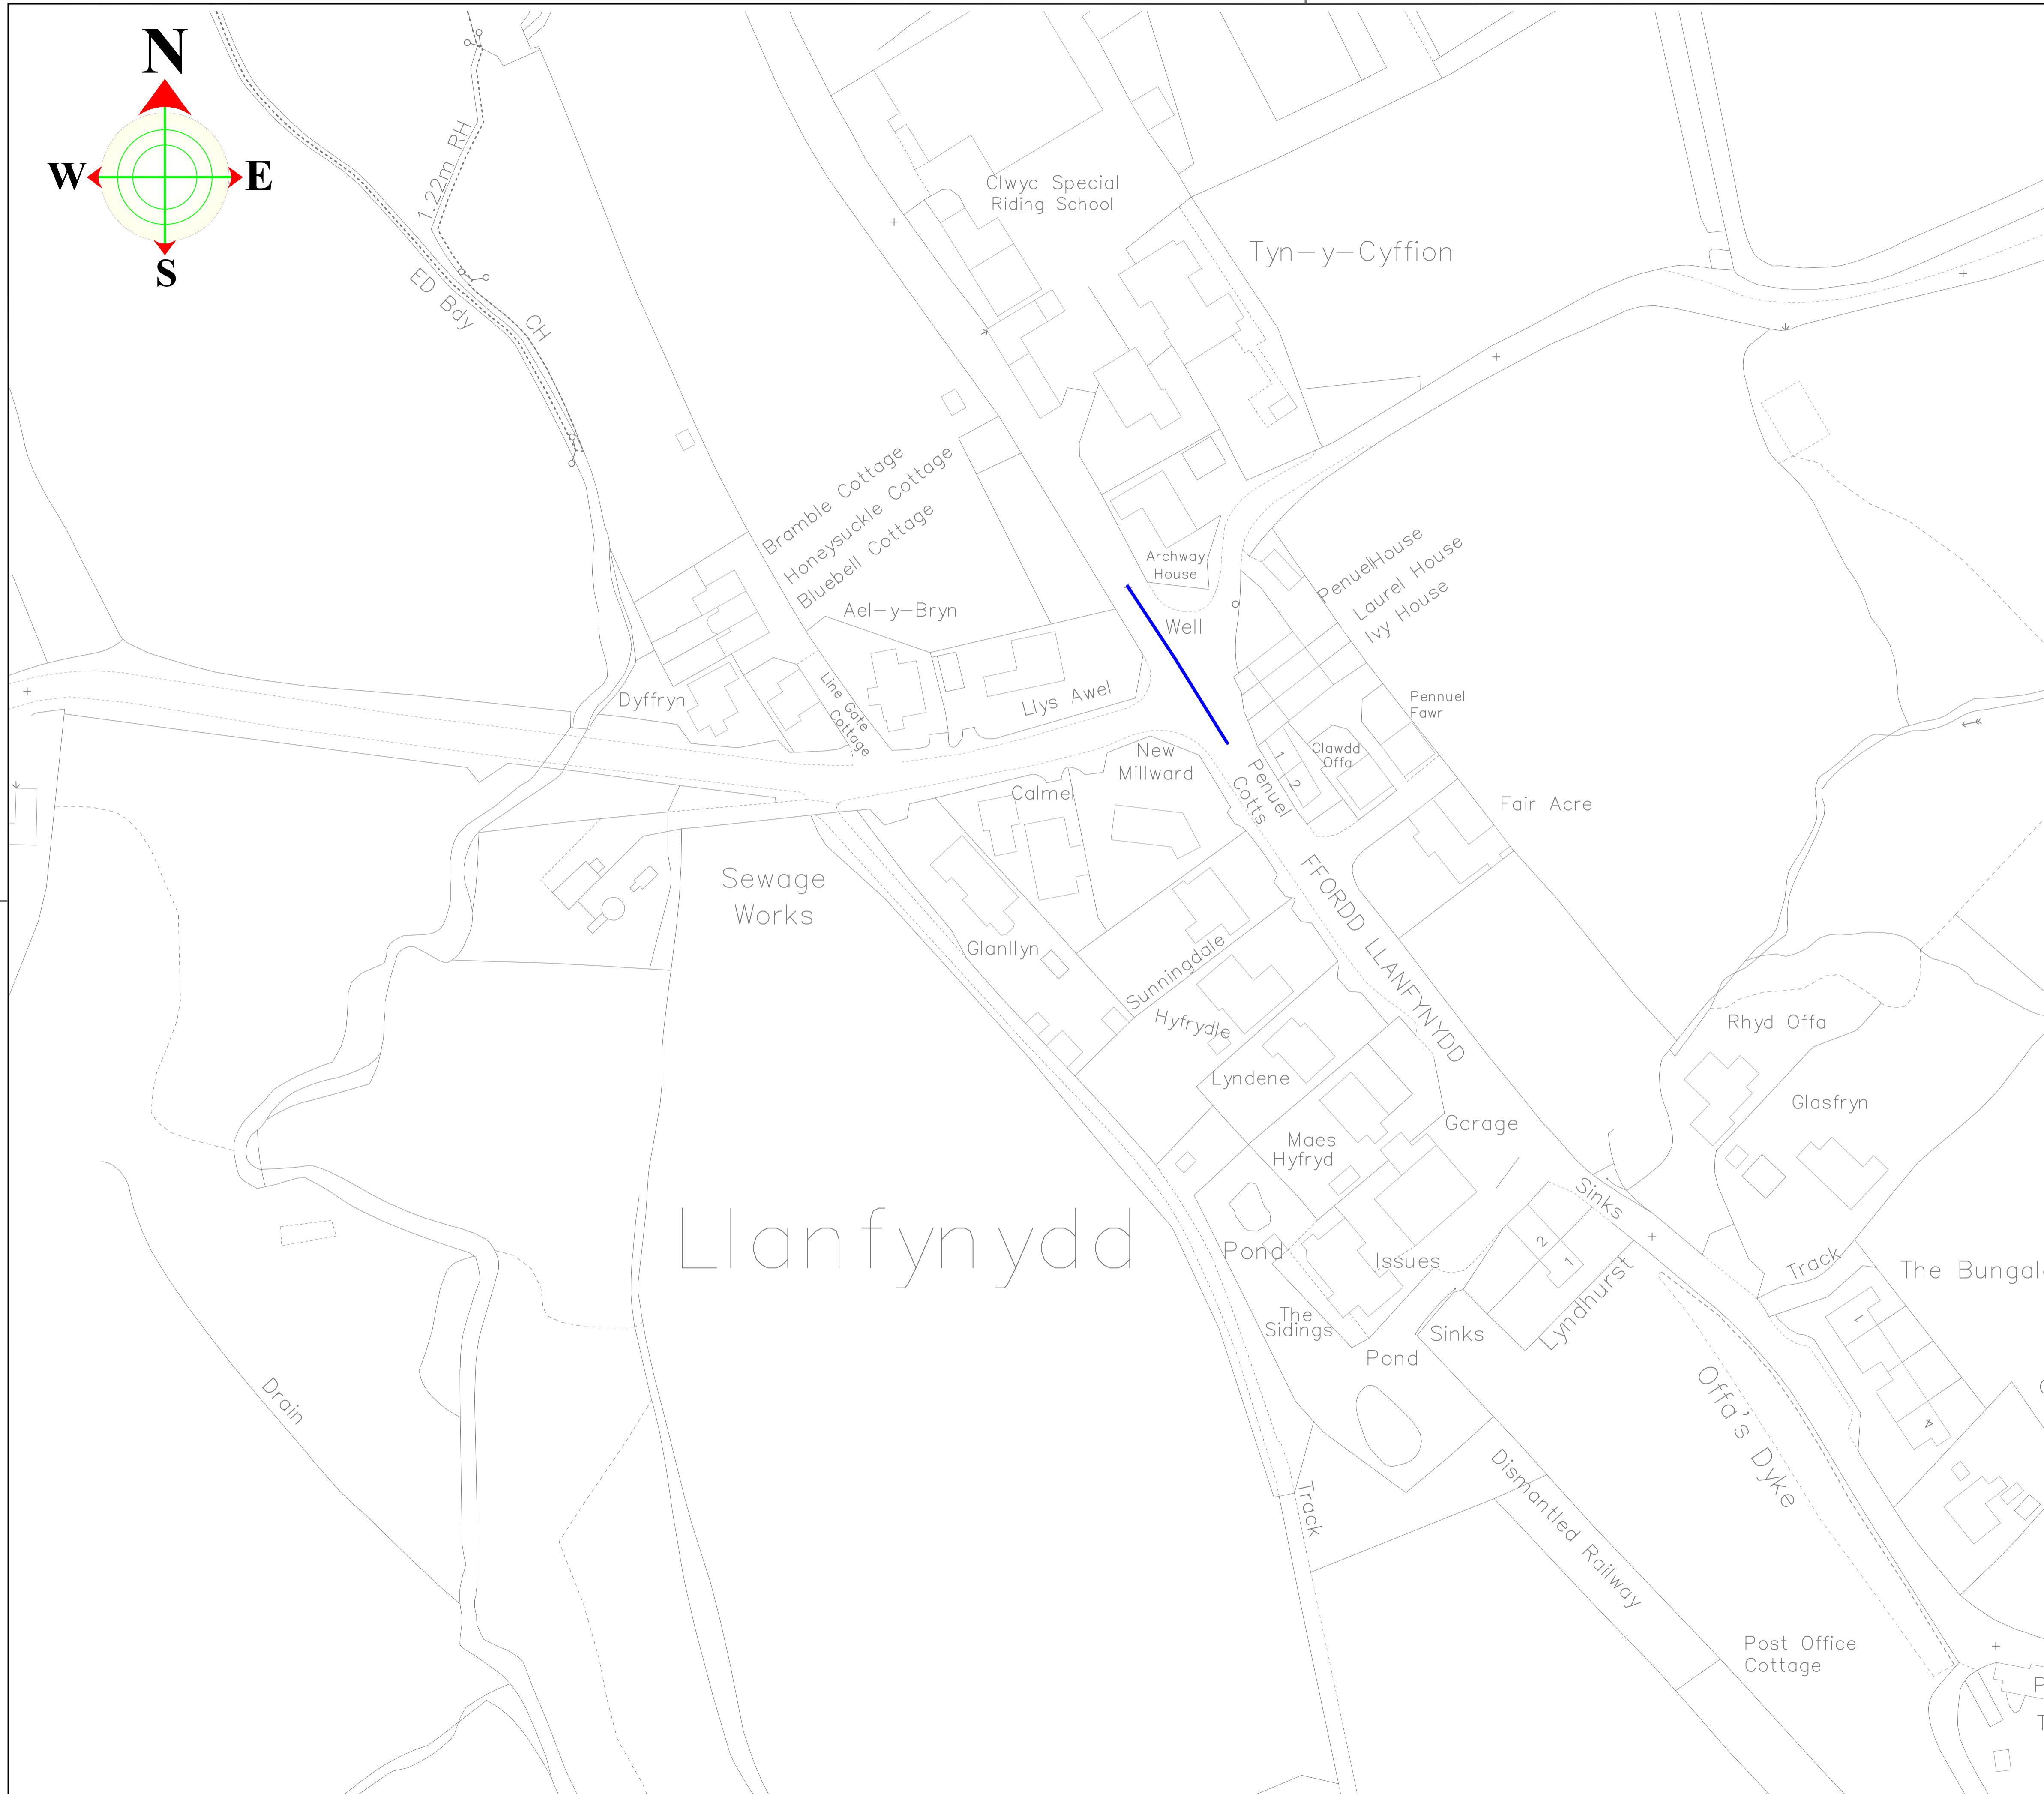 N
W
E
S
1.22m RH
ED Bdy
CH
Clwyd Special
Riding School
Tyn-y-Cyffion
Bramble Cottage
Honeysuckle Cottage
Bluebell Cottage
Archway
House
PenuelHouse
Laurel House
Ivy House
Ael-y-Bryn
Well
Dyffryn
Line Gate
Cottage
Llys Awel
Pennuel
Fawr
New
Millward
Clawdd
Offa
1
2
Penuel
Cotts
Calmel
Fair Acre
Sewage
Works
FFORDD LLANFYNYDD
Glanllyn
Sunningdale
Hyfrydle
Rhyd Offa
Lyndene
Glasfryn
Maes
Hyfryd
Garage
Sinks
Llanfynydd
Pond
Issues
2
1
Track
The Bungal
Lyndhurst
The
Sidings
Sinks
Pond
1
4
Offa's Dyke
Drain
Track
Dismantled Railway
Post Office
Cottage